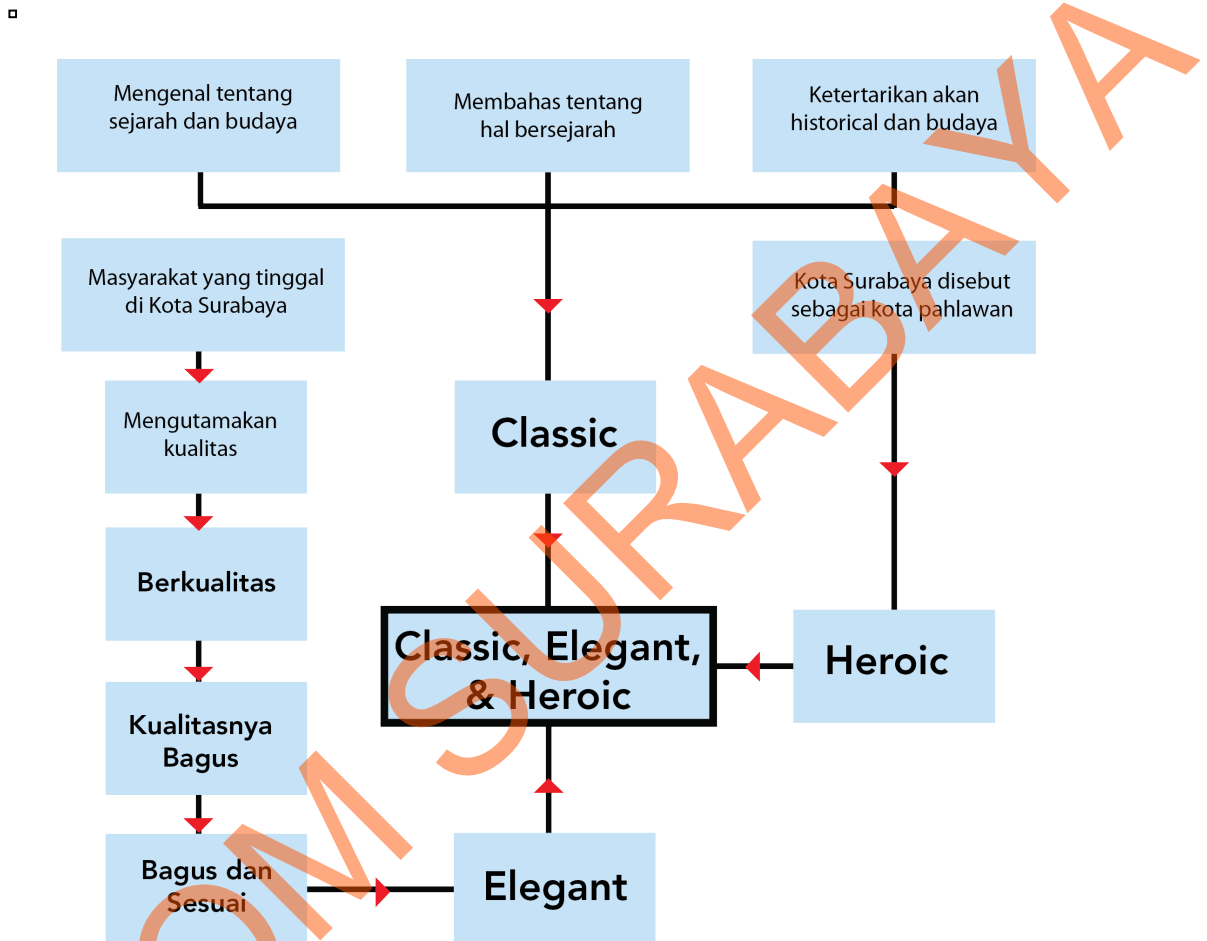 Mengenal tentang
sejarah dan budaya
Membahas tentang
hal bersejarah
Ketertarikan akan
historical dan budaya
Masyarakat yang tinggal
di Kota Surabaya
Kota Surabaya disebut
sebagai kota pahlawan
Mengutamakan
kualitas
Classic
Berkualitas
Classic, Elegant,
& Heroic
Heroic
Kualitasnya
Bagus
Bagus dan
Sesuai
Elegant
OM SURABAYA